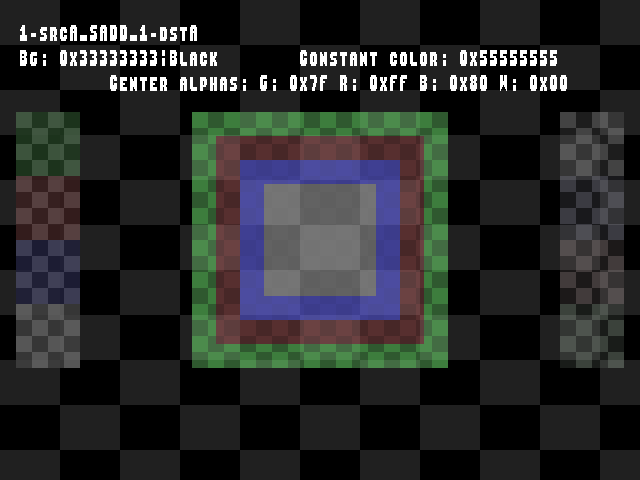 1-srcA_SADD_1-dstA
Bg: 0x33333333|Black Constant color: 0x55555555
Center alphas: G: 0x7f R: 0xff B: 0x80 W: 0x00